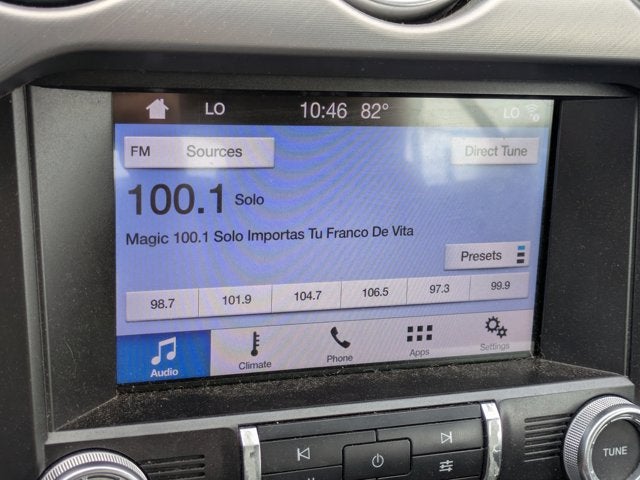 LO 10:46 82° LO
FM Sources Direct Tune
100.1 Solo
Magic 100.1 Solo Importas Tu Franco De Vita
Presets
98.7 101.9 104.7 106.5 97.3 99.9
Audio Climate Phone Apps Settings
TUNE